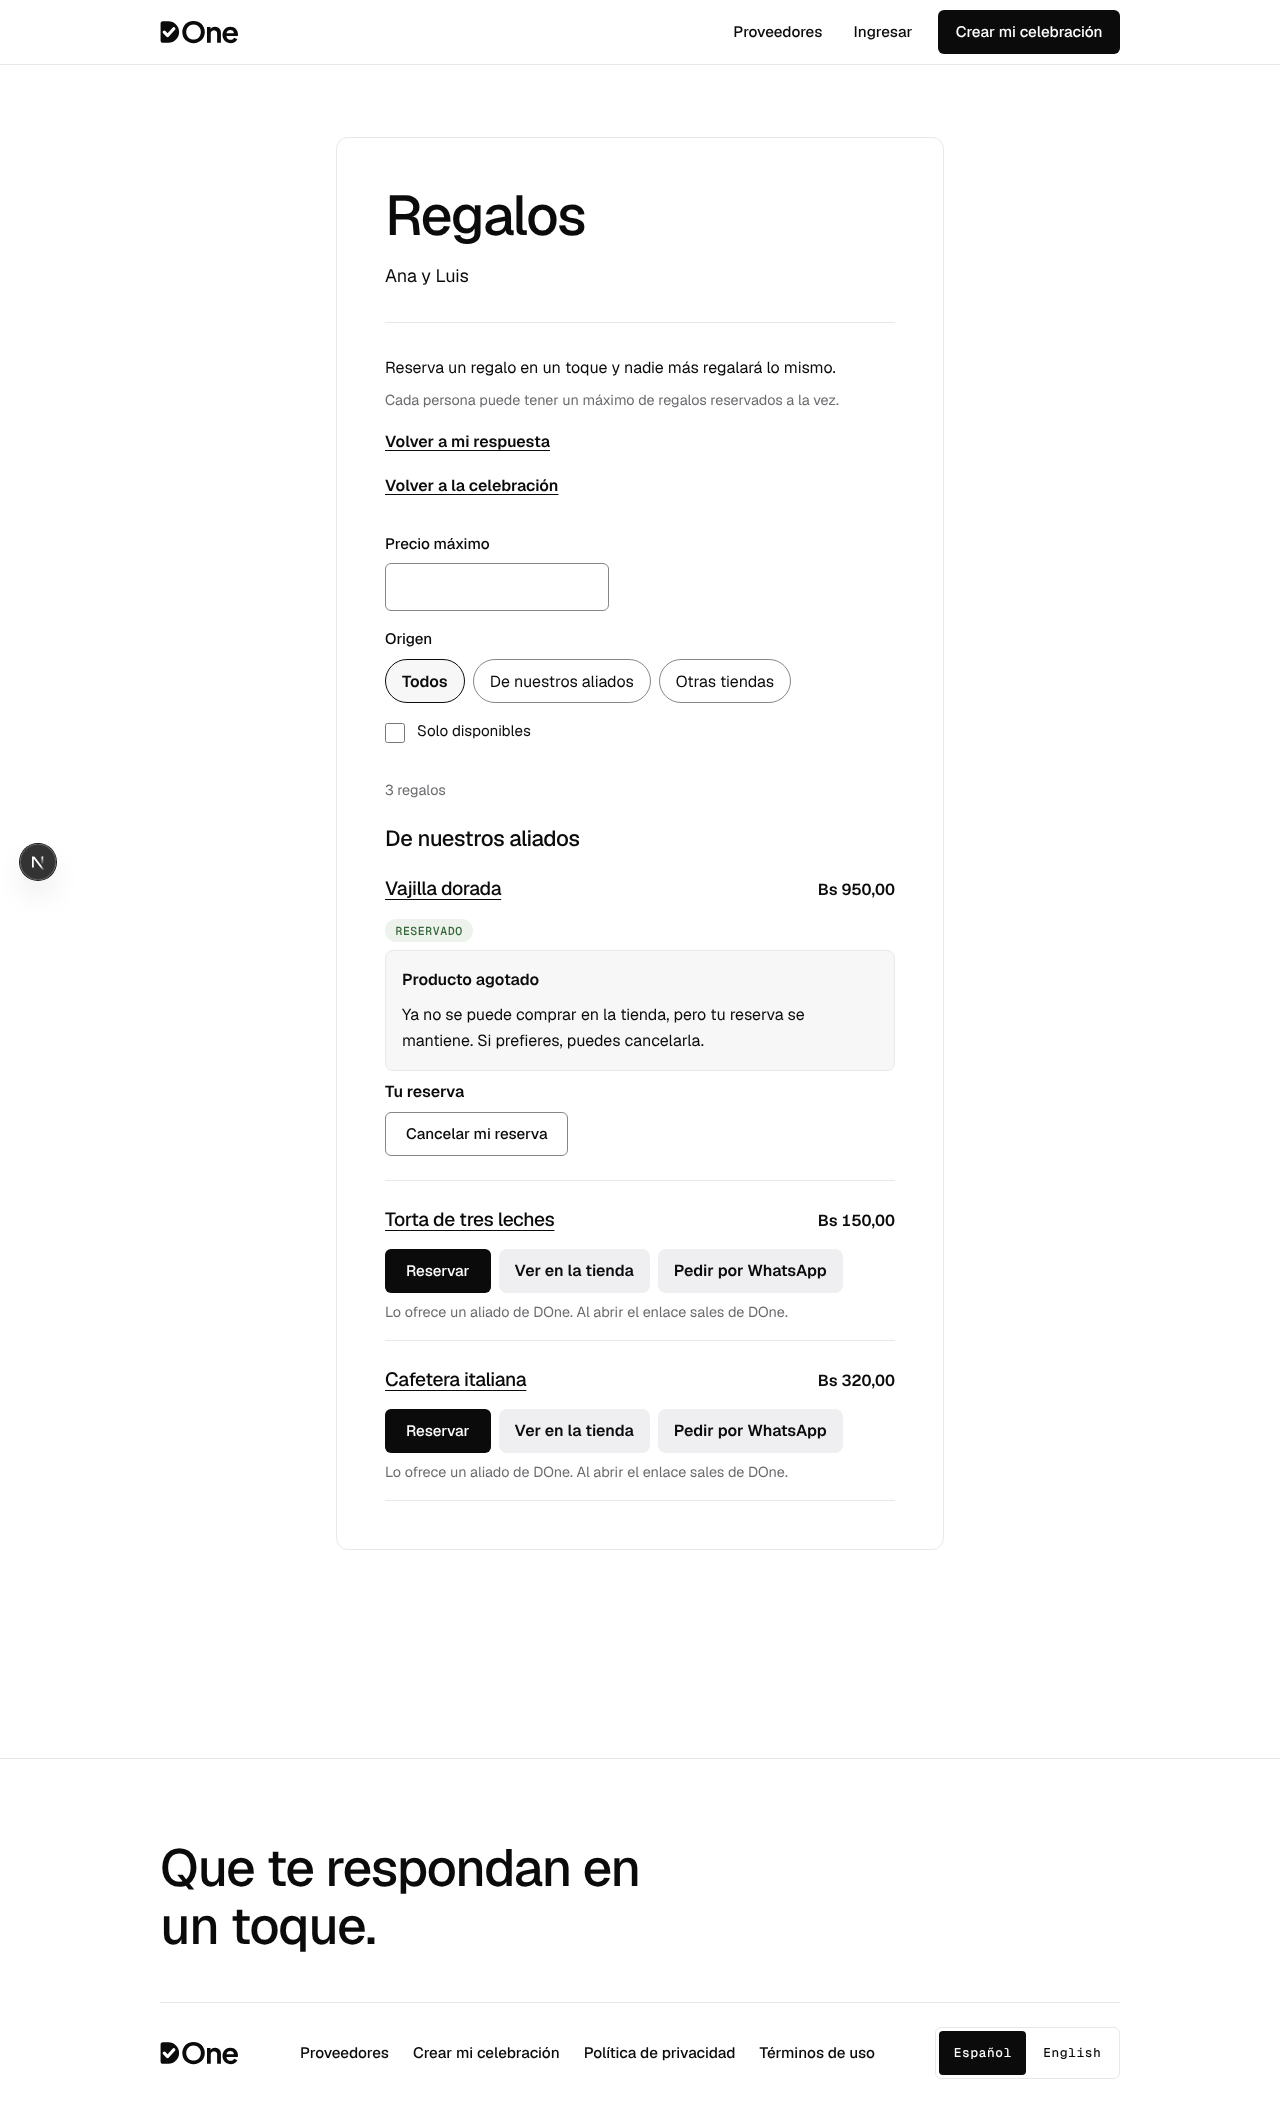 DOne
Proveedores
Ingresar
Crear mi celebración
Regalos
Ana y Luis
Reserva un regalo en un toque y nadie más regalará lo mismo.
Cada persona puede tener un máximo de regalos reservados a la vez.
Volver a mi respuesta
Volver a la celebración
Precio máximo
Origen
Todos
De nuestros aliados
Otras tiendas
Solo disponibles
3 regalos
De nuestros aliados
Vajilla dorada
Bs 950,00
RESERVADO
Producto agotado
Ya no se puede comprar en la tienda, pero tu reserva se
mantiene. Si prefieres, puedes cancelarla.
Tu reserva
Cancelar mi reserva
Torta de tres leches
Bs 150,00
Reservar
Ver en la tienda
Pedir por WhatsApp
Lo ofrece un aliado de DOne. Al abrir el enlace sales de DOne.
Cafetera italiana
Bs 320,00
Reservar
Ver en la tienda
Pedir por WhatsApp
Lo ofrece un aliado de DOne. Al abrir el enlace sales de DOne.
N
Que te respondan en
un toque.
DOne
Proveedores
Crear mi celebración
Política de privacidad
Términos de uso
Español
English